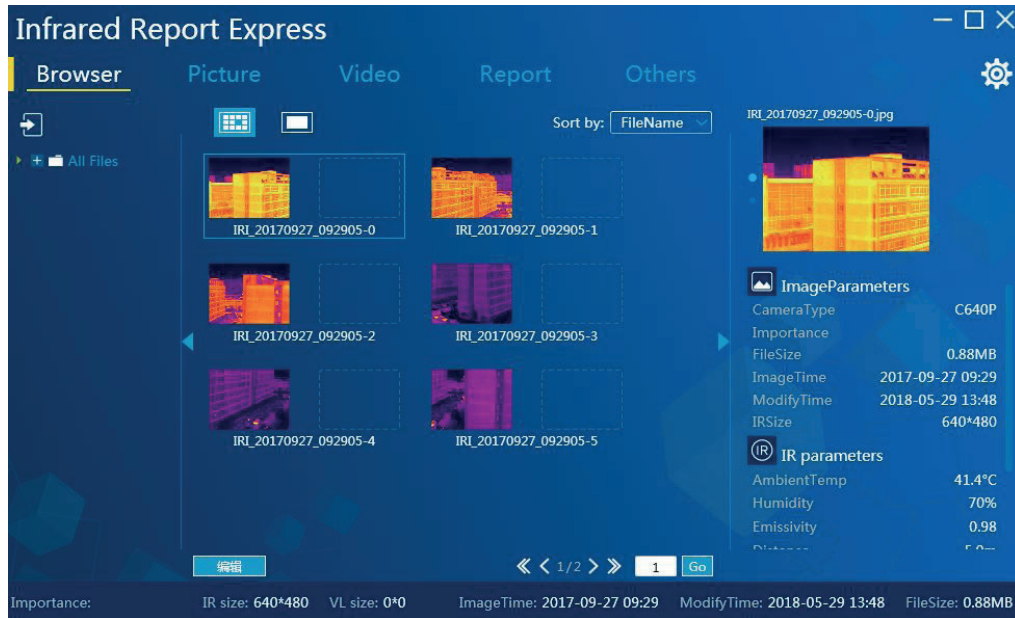 Infrared Report Express
Browser Picture Video Report Others
Sort by: FileName
All Files
IRI_20170927_092905-0
IRI_20170927_092905-1
IRI_20170927_092905-2
IRI_20170927_092905-3
IRI_20170927_092905-4
IRI_20170927_092905-5
编辑
1/2 1 Go
IRI_20170927_092905-0.jpg
ImageParameters
CameraType C640P
Importance
FileSize 0.88MB
ImageTime 2017-09-27 09:29
ModifyTime 2018-05-29 13:48
IRSize 640*480
IR IR parameters
AmbientTemp 41.4°C
Humidity 70%
Emissivity 0.98
Importance: IR size: 640*480 VL size: 0*0 ImageTime: 2017-09-27 09:29 ModifyTime: 2018-05-29 13:48 FileSize: 0.88MB